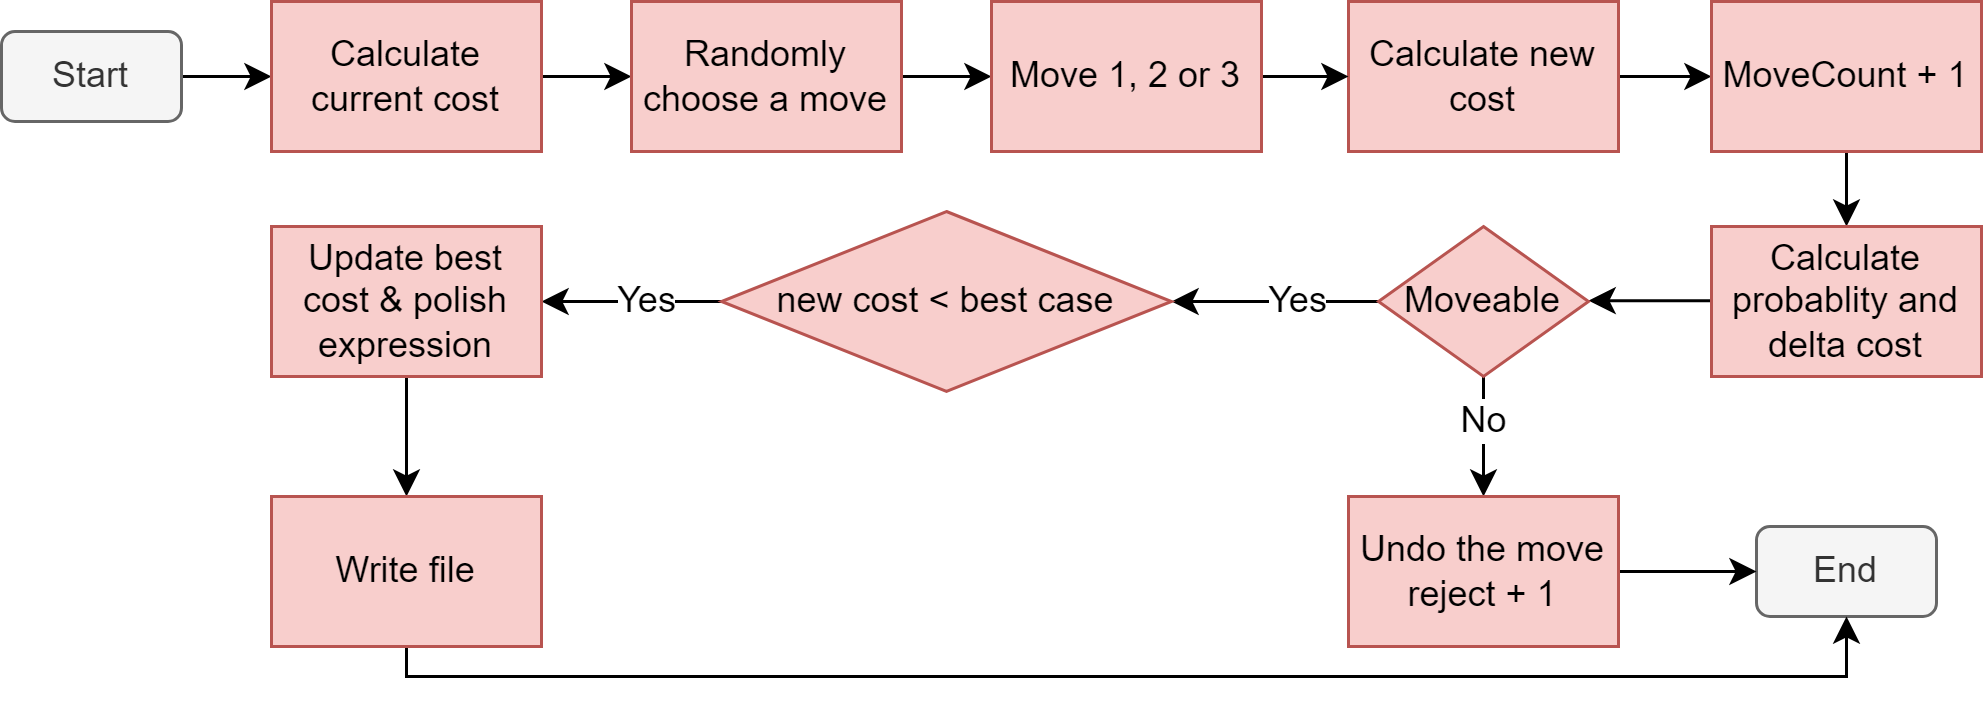 Start
Calculate
current cost
Randomly
choose a move
Move 1, 2 or 3
Calculate new
cost
MoveCount + 1
Calculate
probablity and
delta cost
Moveable
Yes
new cost < best case
Yes
Update best
cost & polish
expression
No
Write file
Undo the move
reject + 1
End